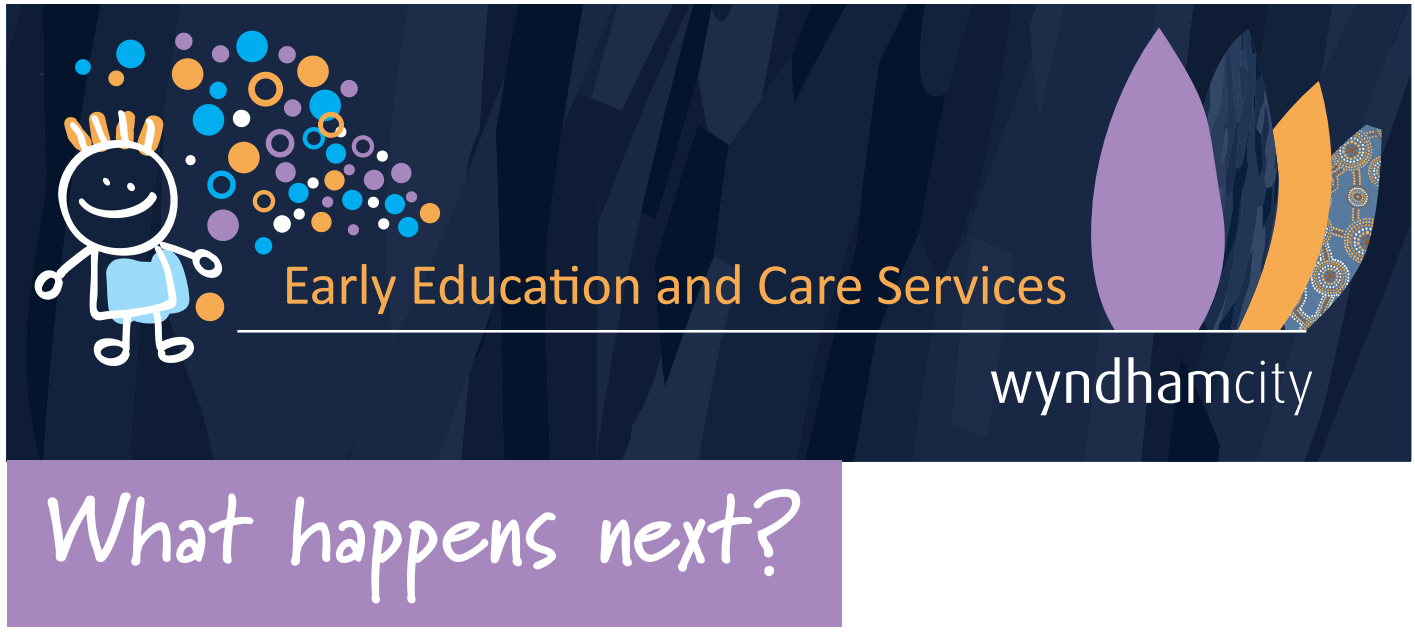 Early Education and Care Services
wyndhamcity
What happens next?